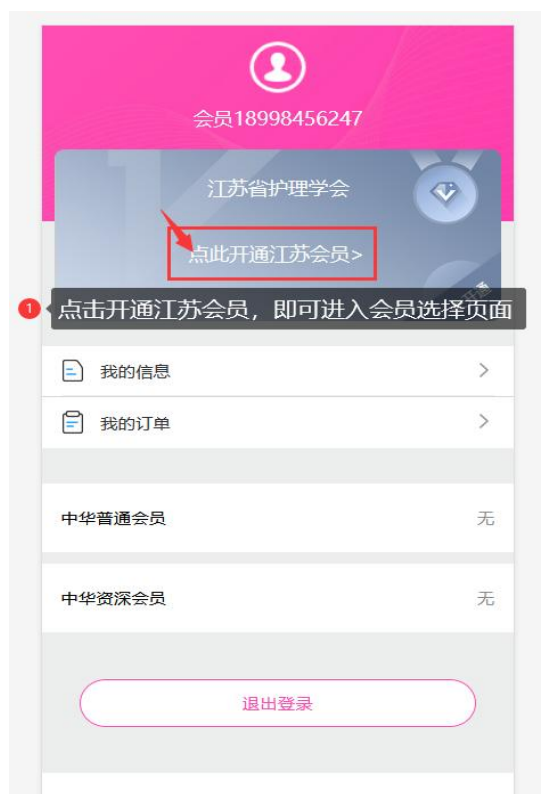 会员18998456247
江苏省护理学会
点此开通江苏会员>
1 点击开通江苏会员，即可进入会员选择页面
我的信息
我的订单
中华普通会员 无
中华资深会员 无
退出登录